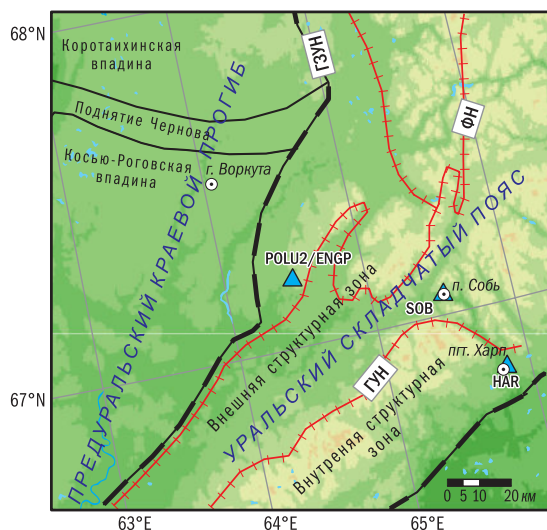 68°N
67°N
63°E
64°E
65°E
Коротаихинская
впадина
Поднятие Чернова
Косью-Роговская
впадина
г. Воркута
ПРЕДУРАЛЬСКИЙ КРАЕВОЙ ПРОГИБ
ГЗУН
ФН
POLU2/ENGP
УРАЛЬСКИЙ СКЛАДЧАТЫЙ ПОЯС
п. Собь
SOB
Внешняя структурная зона
пгт. Харп
HAR
ГУН
Внутреняя структурная
зона
0 5 10 20 км